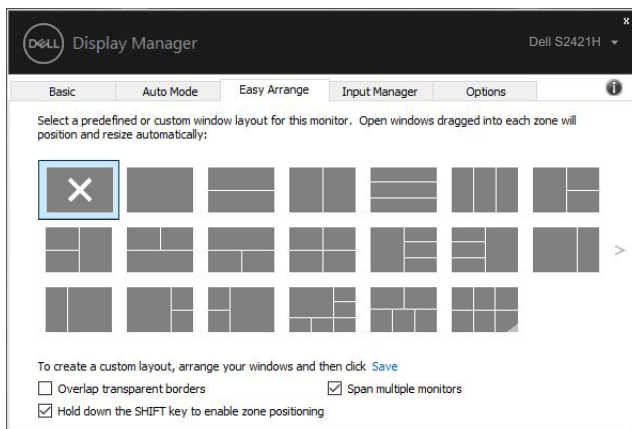 x
DELL Display Manager Dell S2421H
Basic Auto Mode Easy Arrange Input Manager Options
Select a predefined or custom window layout for this monitor. Open windows dragged into each zone will
position and resize automatically:
To create a custom layout, arrange your windows and then click Save
Overlap transparent borders Span multiple monitors
Hold down the SHIFT key to enable zone positioning